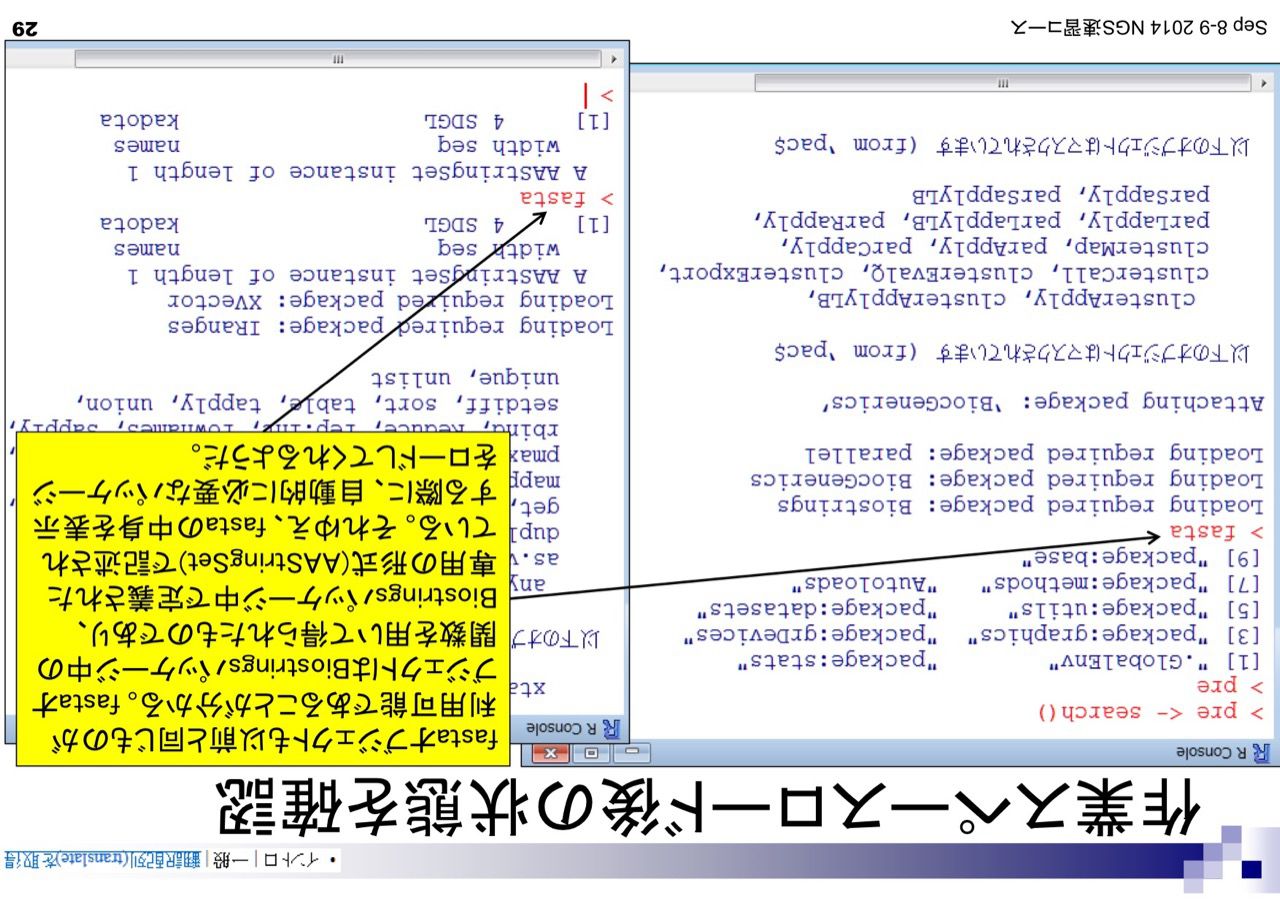 ・イントロ | 一般 | 翻訳配列(translate)を取得
作業スペースロード後の状態を確認
R Console
> pre <- search()
> pre
[1] ".GlobalEnv" "package:stats"
[3] "package:graphics" "package:grDevices"
[5] "package:utils" "package:datasets"
[7] "package:methods" "Autoloads"
[9] "package:base"
> fasta
Loading required package: Biostrings
Loading required package: BiocGenerics
Loading required package: parallel
Attaching package: ‘BiocGenerics’
以下のオブジェクトはマスクされています (from ‘pac$
clusterApply, clusterApplyLB,
clusterCall, clusterEvalQ, clusterExport,
clusterMap, parApply, parCapply,
parLapply, parLapplyLB, parRapply,
parSapply, parSapplyLB
以下のオブジェクトはマスクされています (from ‘pac$
R Console
xta
以下のオブ
any
as.v
dupl
get,
mapp
pmax
rbind, Reduce, rep.int, rownames, sapply,
setdiff, sort, table, tapply, union,
unique, unlist
Loading required package: IRanges
Loading required package: XVector
A AAStringSet instance of length 1
width seq names
[1] 4 SDGL kadota
> fasta
A AAStringSet instance of length 1
width seq names
[1] 4 SDGL kadota
>
fastaオブジェクトも以前と同じものが
利用可能であることが分かる。fastaオ
ブジェクトはBiostringsパッケージ中の
関数を用いて得られたものであり、
Biostringsパッケージ中で定義された
専用の形式(AAStringSet)で記述され
ている。それゆえ、fastaの中身を表示
する際に、自動的に必要なパッケージ
をロードしてくれるようだ。
Sep 8-9 2014 NGS速習コース
29